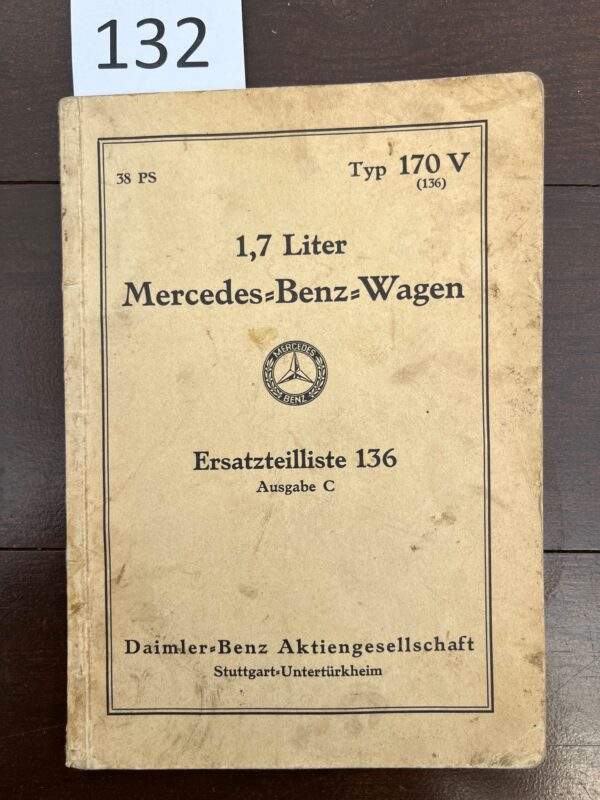 132
38 PS
Typ 170 V
(136)
1,7 Liter
Mercedes=Benz=Wagen
MERCEDES
BENZ
Ersatzteilliste 136
Ausgabe C
Daimler=Benz Aktiengesellschaft
Stuttgart=Untertürkheim